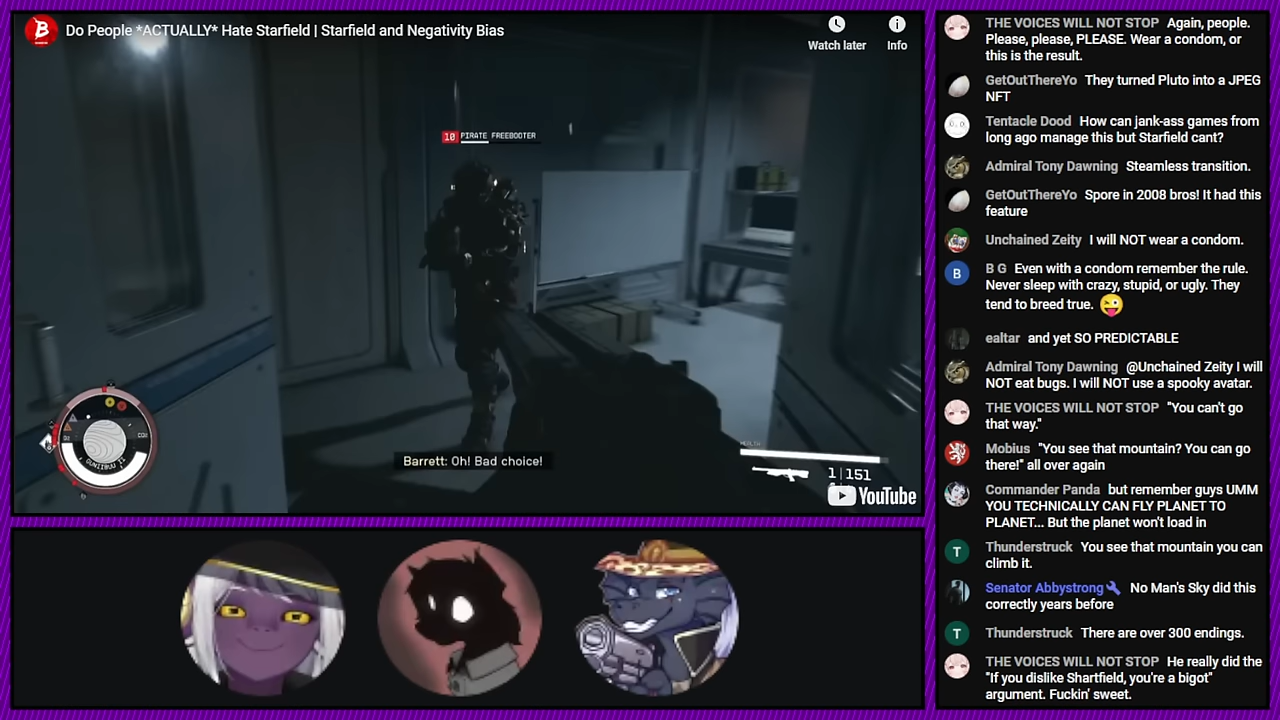 Do People *ACTUALLY* Hate Starfield | Starfield and Negativity Bias
Watch later
Info
10 PIRATE FREEBOOTER
Barrett: Oh! Bad choice!
HEALTH
1|151
YouTube
THE VOICES WILL NOT STOP Again, people.
Please, please, PLEASE. Wear a condom, or
this is the result.
GetOutThereYo They turned Pluto into a JPEG
NFT
Tentacle Dood How can jank-ass games from
long ago manage this but Starfield cant?
Admiral Tony Dawning Steamless transition.
GetOutThereYo Spore in 2008 bros! It had this
feature
Unchained Zeity I will NOT wear a condom.
B
B G Even with a condom remember the rule.
Never sleep with crazy, stupid, or ugly. They
tend to breed true. 😜
ealtar and yet SO PREDICTABLE
Admiral Tony Dawning @Unchained Zeity I will
NOT eat bugs. I will NOT use a spooky avatar.
THE VOICES WILL NOT STOP "You can't go
that way."
Mobius "You see that mountain? You can go
there!" all over again
Commander Panda but remember guys UMM
YOU TECHNICALLY CAN FLY PLANET TO
PLANET... But the planet won't load in
T
Thunderstruck You see that mountain you can
climb it.
Senator Abbystrong🔧 No Man's Sky did this
correctly years before
T
Thunderstruck There are over 300 endings.
THE VOICES WILL NOT STOP He really did the
"If you dislike Shartfield, you're a bigot"
argument. Fuckin' sweet.